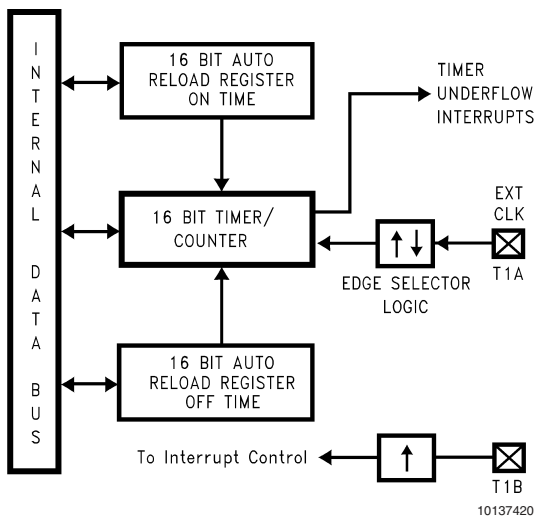 INTERNAL DATA BUS
16 BIT AUTO
RELOAD REGISTER
ON TIME
TIMER
UNDERFLOW
INTERRUPTS
16 BIT TIMER/
COUNTER
EXT
CLK
T1A
EDGE SELECTOR
LOGIC
16 BIT AUTO
RELOAD REGISTER
OFF TIME
To Interrupt Control
T1B
10137420